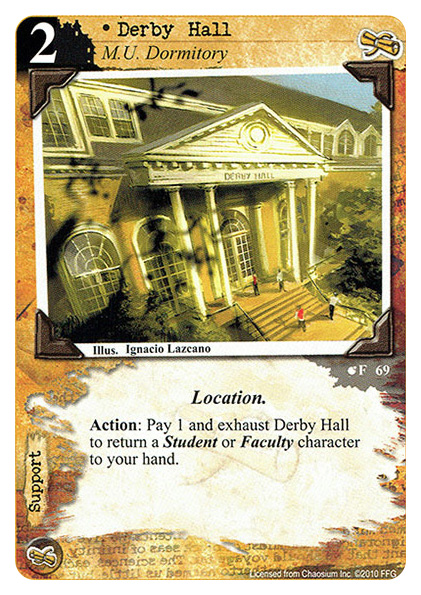 2
• Derby Hall
M.U. Dormitory
DERBY HALL
Illus. Ignacio Lazcano
F 69
Location.
Action: Pay 1 and exhaust Derby Hall
to return a Student or Faculty character
to your hand.
Support
Licensed from Chaosium Inc. ©2010 FFG